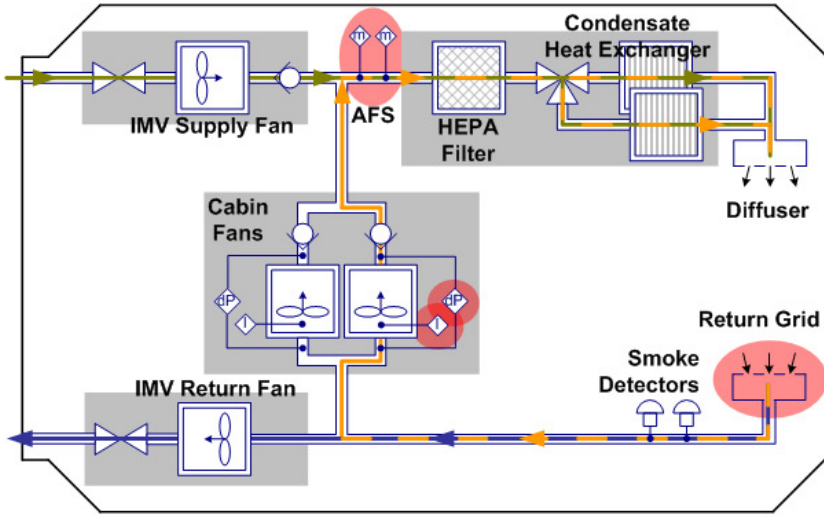 Condensate
Heat Exchanger
m m
IMV Supply Fan
AFS
HEPA
Filter
Diffuser
Cabin
Fans
dP
dP
I
I
Return Grid
Smoke
Detectors
IMV Return Fan